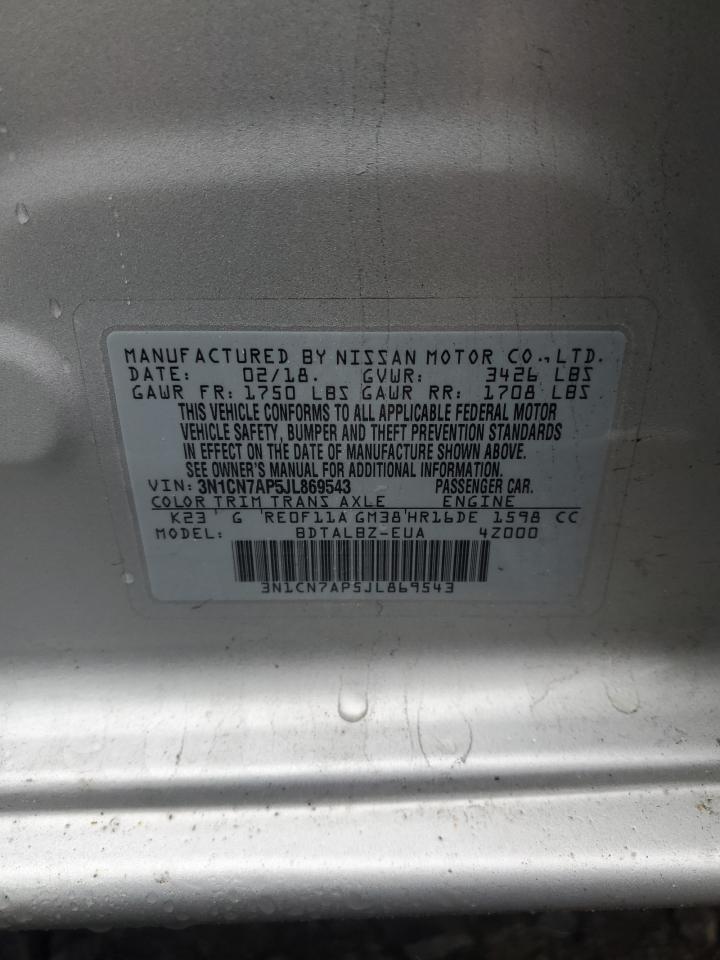 MANUFACTURED BY NISSAN MOTOR CO.,LTD.
DATE: 02/18. GVWR: 3426 LBS
GAWR FR: 1750 LBS GAWR RR: 1708 LBS
THIS VEHICLE CONFORMS TO ALL APPLICABLE FEDERAL MOTOR
VEHICLE SAFETY, BUMPER AND THEFT PREVENTION STANDARDS
IN EFFECT ON THE DATE OF MANUFACTURE SHOWN ABOVE.
SEE OWNER'S MANUAL FOR ADDITIONAL INFORMATION.
VIN: 3N1CN7AP5JL869543 PASSENGER CAR.
COLOR TRIM TRANS AXLE ENGINE
K23' G 'RE0F11A GM38'HR16DE 1598 CC
MODEL: BDTALBZ-EUA 4Z000
3N1CN7AP5JL869543